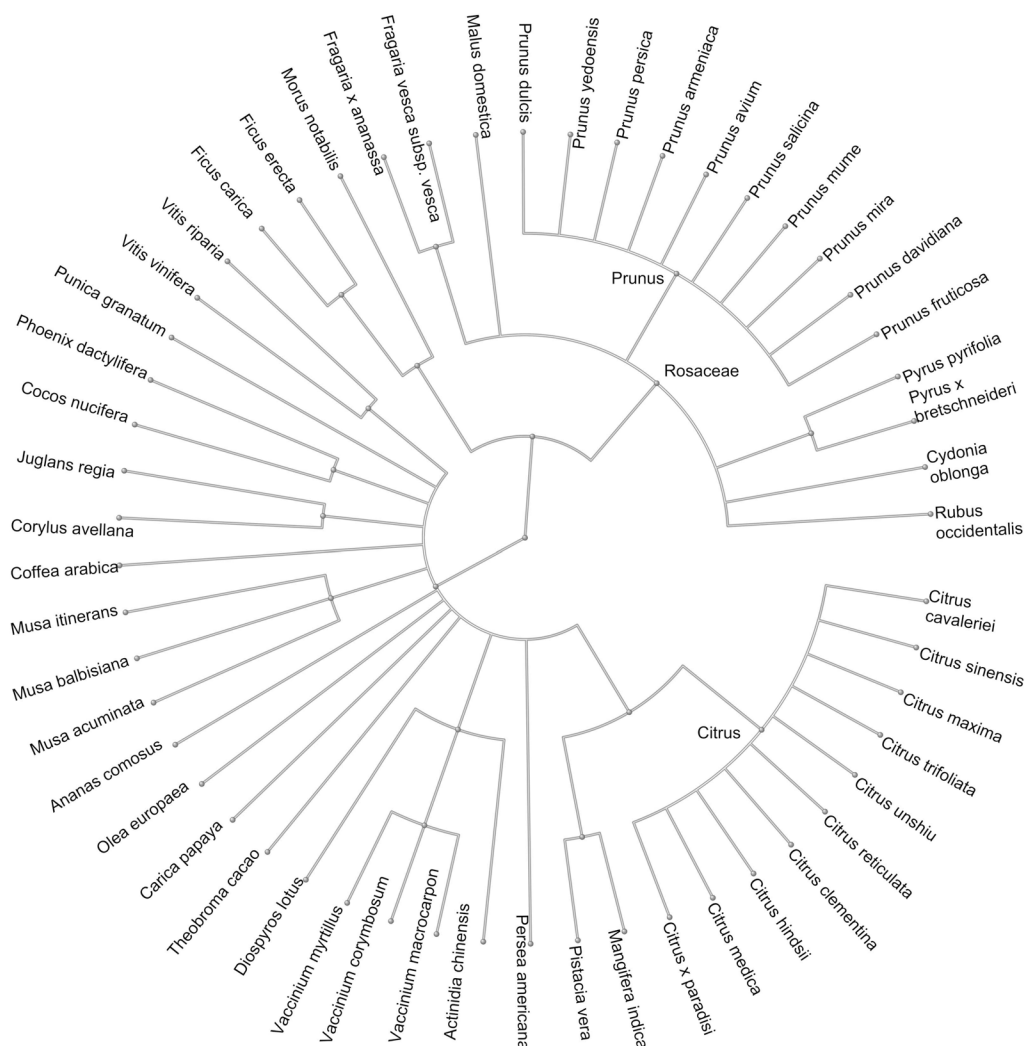 Prunus dulcis
Prunus yedoensis
Prunus persica
Prunus armeniaca
Prunus avium
Prunus salicina
Prunus mume
Prunus mira
Prunus davidiana
Prunus fruticosa
Pyrus pyrifolia
Pyrus x
bretschneideri
Cydonia
oblonga
Rubus
occidentalis
Citrus
cavaleriei
Citrus sinensis
Citrus maxima
Citrus trifoliata
Citrus unshiu
Citrus reticulata
Citrus clementina
Citrus hindsii
Citrus medica
Citrus x paradisi
Mangifera indica
Pistacia vera
Persea americana
Actinidia chinensis
Vaccinium macrocarpon
Vaccinium corymbosum
Vaccinium myrtillus
Diospyros lotus
Theobroma cacao
Carica papaya
Olea europaea
Ananas comosus
Musa acuminata
Musa balbisiana
Musa itinerans
Coffea arabica
Corylus avellana
Juglans regia
Cocos nucifera
Phoenix dactylifera
Punica granatum
Vitis vinifera
Vitis riparia
Ficus carica
Ficus erecta
Morus notabilis
Fragaria x ananassa
Fragaria vesca subsp. vesca
Malus domestica
Prunus
Rosaceae
Citrus